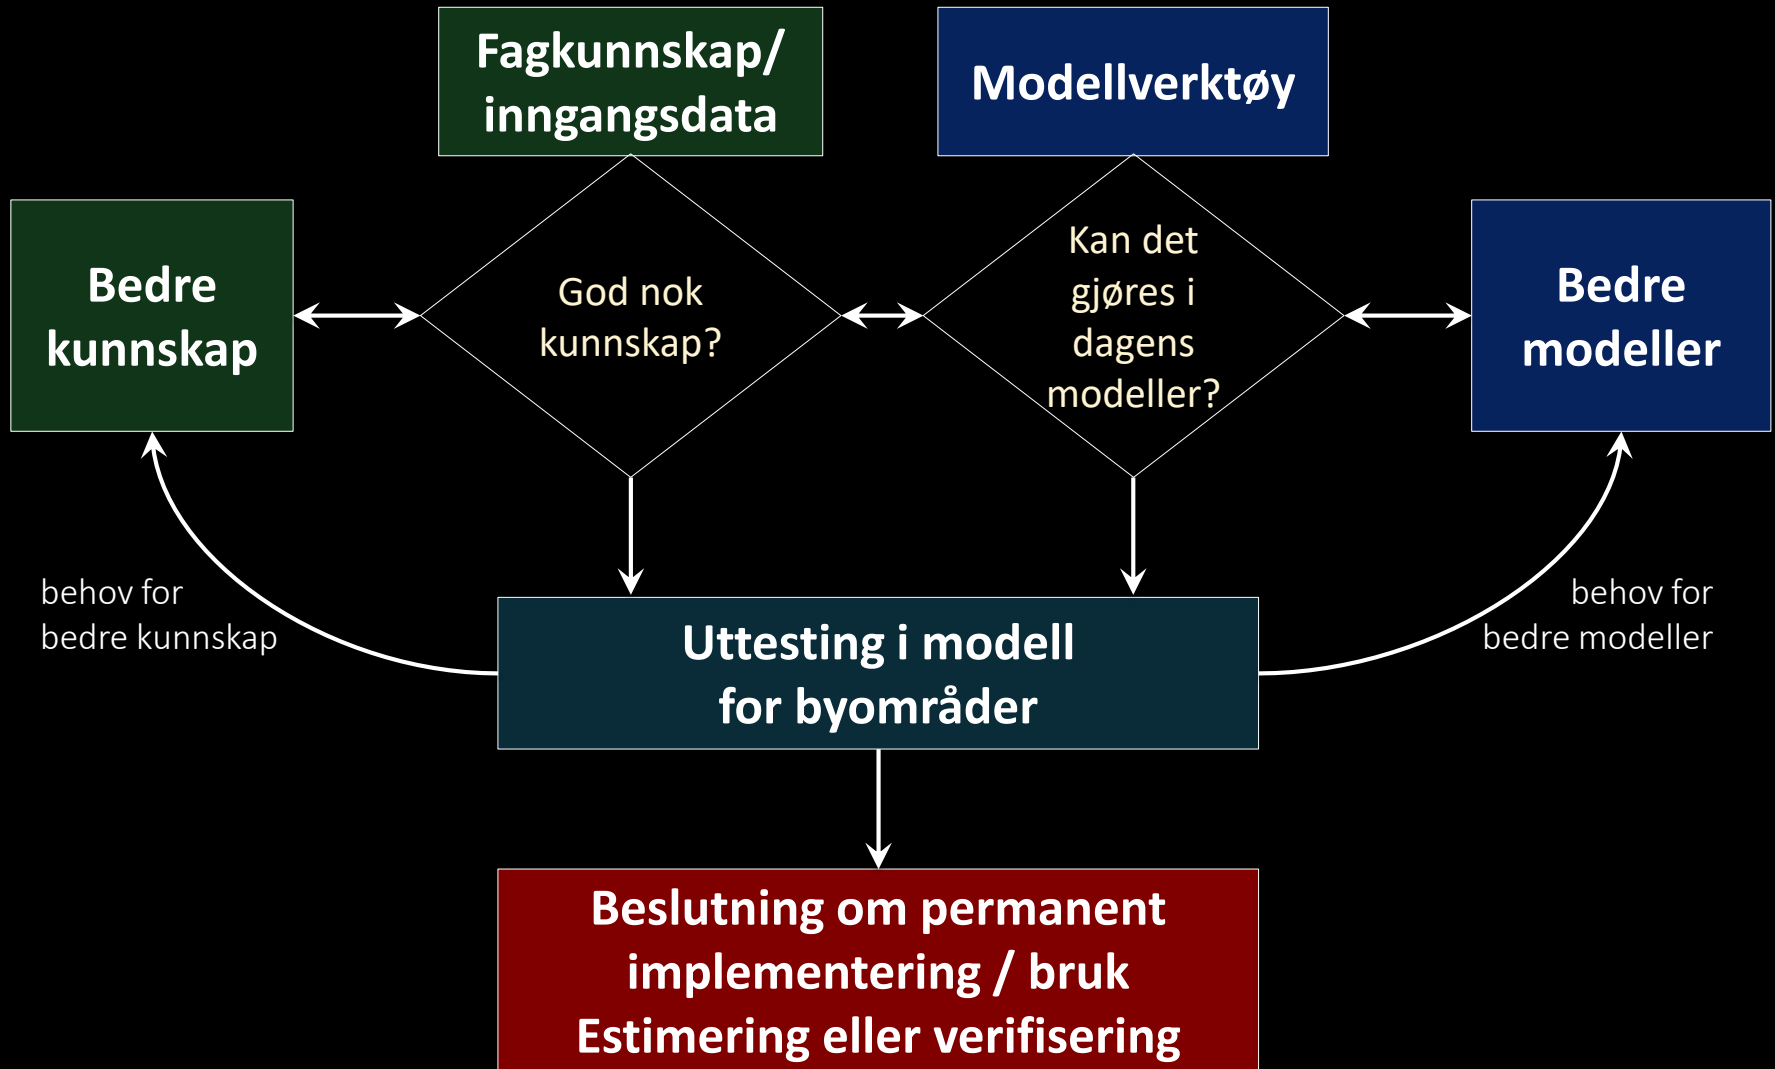 Fagkunnskap/
inngangsdata
Modellverktøy
Bedre
kunnskap
God nok
kunnskap?
Kan det
gjøres i
dagens
modeller?
Bedre
modeller
behov for
bedre kunnskap
behov for
bedre modeller
Uttesting i modell
for byområder
Beslutning om permanent
implementering / bruk
Estimering eller verifisering